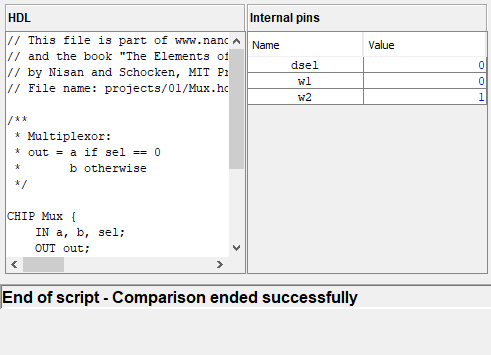 HDL
// This file is part of www.nand
// and the book "The Elements of
// by Nisan and Schocken, MIT Pr
// File name: projects/01/Mux.hd
/**
* Multiplexor:
* out = a if sel == 0
* b otherwise
*/
CHIP Mux {
IN a, b, sel;
OUT out;
Internal pins
Name Value
dsel 0
w1 0
w2 1
End of script - Comparison ended successfully